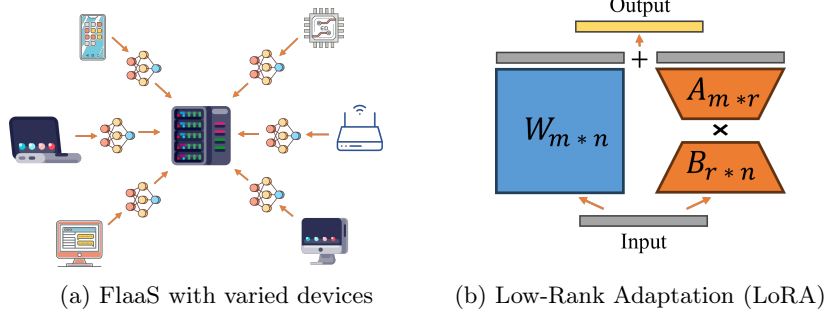 Output
+
W_{m*n}
A_{m*r}
×
B_{r*n}
Input
(a) FlaaS with varied devices
(b) Low-Rank Adaptation (LoRA)